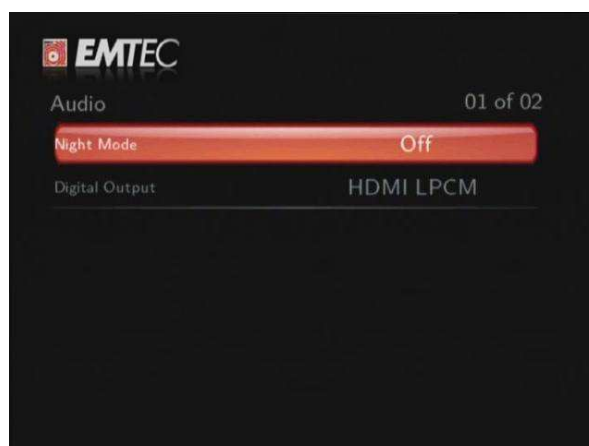 EMTEC
Audio 01 of 02
Night Mode Off
Digital Output HDMI LPCM